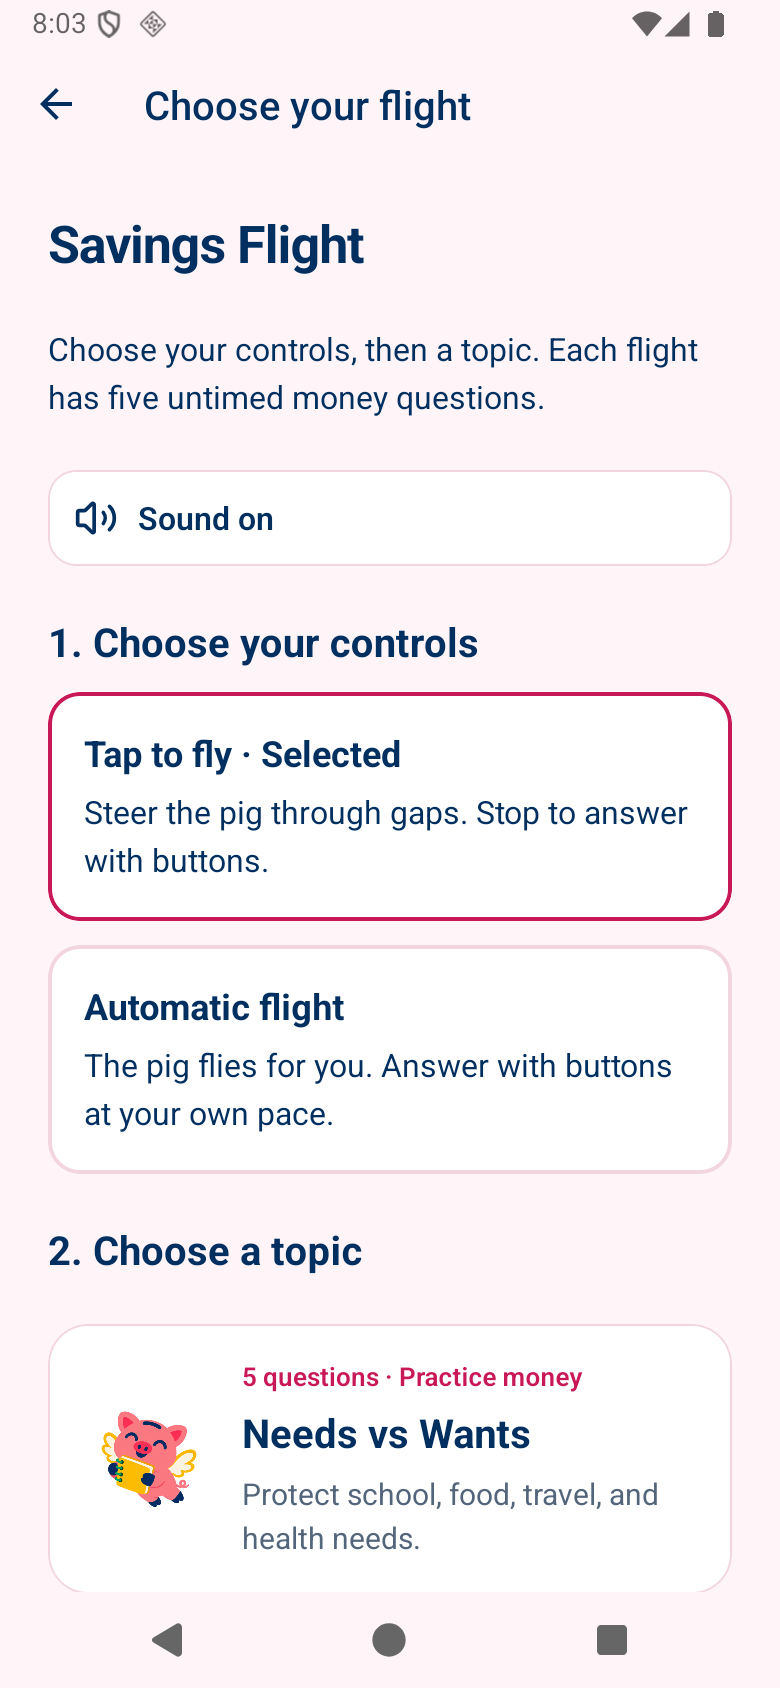 8:03
Choose your flight
Savings Flight
Choose your controls, then a topic. Each flight
has five untimed money questions.
Sound on
1. Choose your controls
Tap to fly · Selected
Steer the pig through gaps. Stop to answer
with buttons.
Automatic flight
The pig flies for you. Answer with buttons
at your own pace.
2. Choose a topic
5 questions · Practice money
Needs vs Wants
Protect school, food, travel, and
health needs.